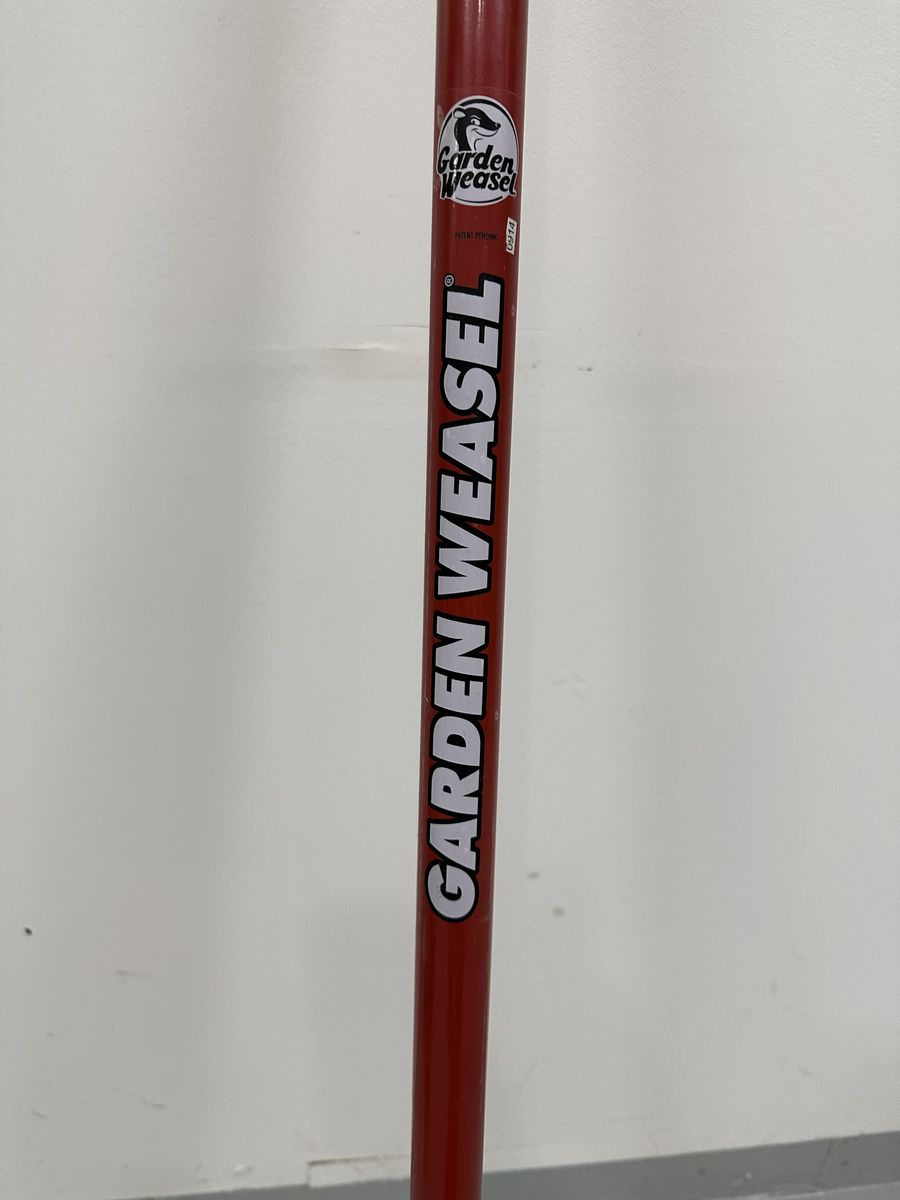 Garden
Weasel
PATENT PENDING
0914
GARDEN WEASEL®